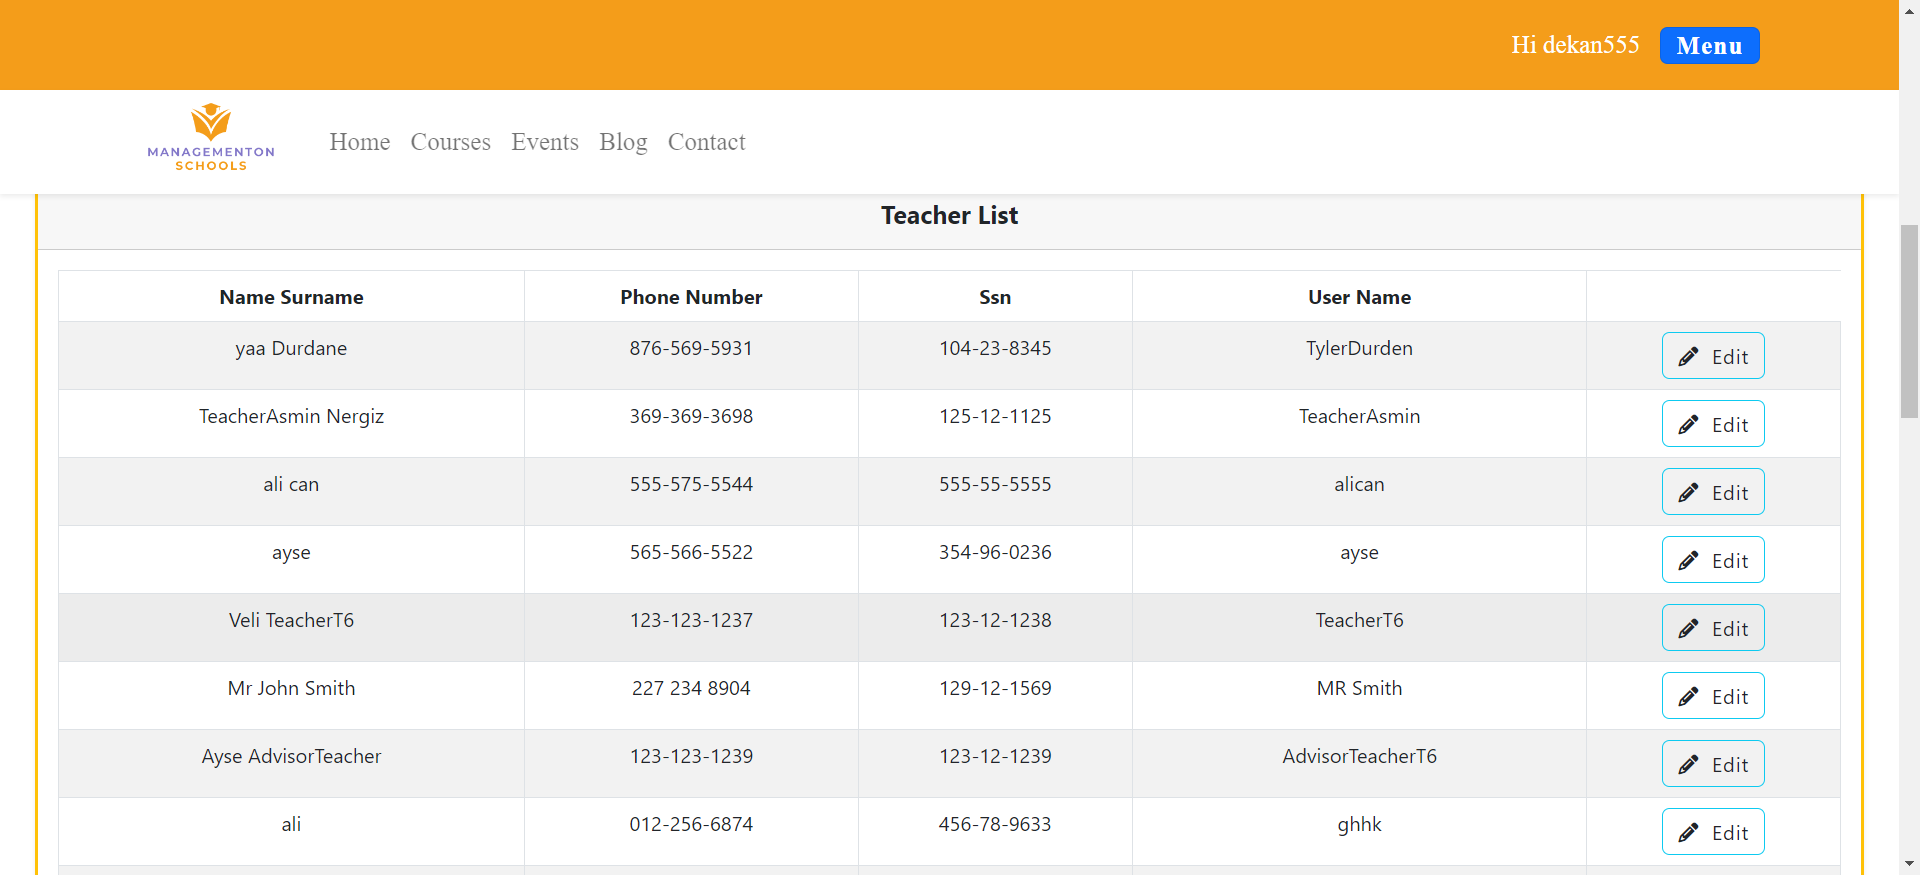 Hi dekan555 Menu
MANAGEMENTON
SCHOOLS
Home Courses Events Blog Contact
Teacher List
Name Surname Phone Number Ssn User Name
yaa Durdane 876-569-5931 104-23-8345 TylerDurden Edit
TeacherAsmin Nergiz 369-369-3698 125-12-1125 TeacherAsmin Edit
ali can 555-575-5544 555-55-5555 alican Edit
ayse 565-566-5522 354-96-0236 ayse Edit
Veli TeacherT6 123-123-1237 123-12-1238 TeacherT6 Edit
Mr John Smith 227 234 8904 129-12-1569 MR Smith Edit
Ayse AdvisorTeacher 123-123-1239 123-12-1239 AdvisorTeacherT6 Edit
ali 012-256-6874 456-78-9633 ghhk Edit